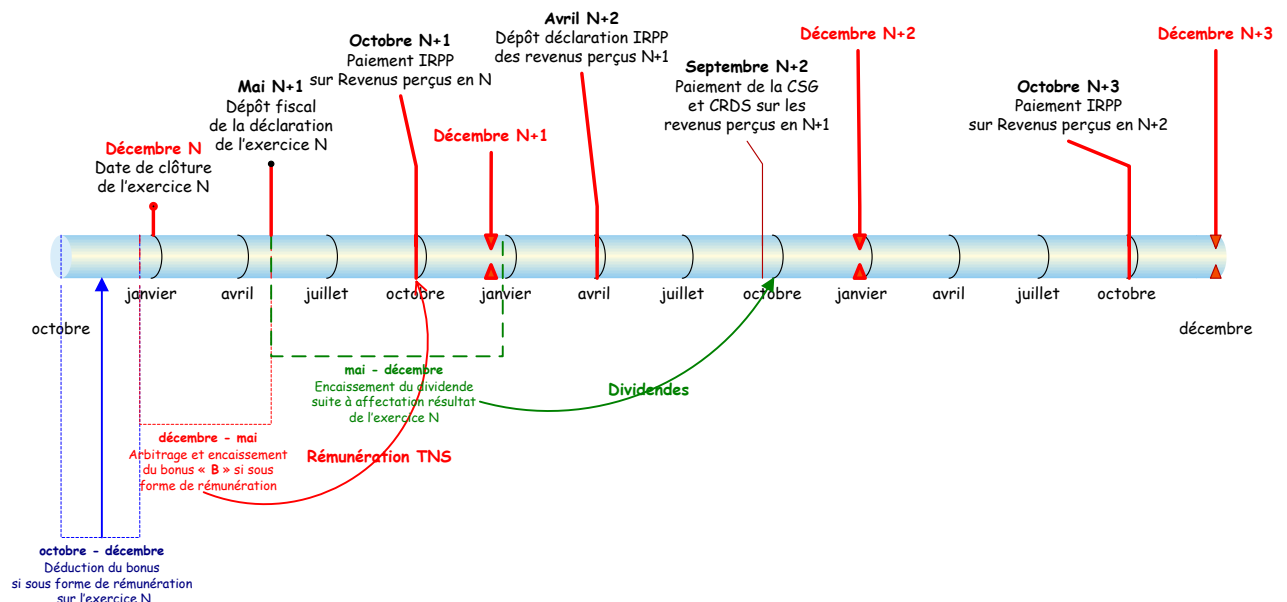 Avril N+2
Dépôt déclaration IRPP
des revenus perçus N+1
Décembre N+2
Décembre N+3
Octobre N+1
Paiement IRPP
sur Revenus perçus en N
Septembre N+2
Paiement de la CSG
et CRDS sur les
revenus perçus en N+1
Mai N+1
Dépôt fiscal
de la déclaration
de l'exercice N
Octobre N+3
Paiement IRPP
sur Revenus perçus en N+2
Décembre N+1
Décembre N
Date de clôture
de l'exercice N
janvier
avril
juillet
octobre
janvier
avril
juillet
octobre
janvier
avril
juillet
octobre
octobre
décembre
mai - décembre
Encaissement du dividende
suite à affectation résultat
de l'exercice N
Dividendes
décembre - mai
Arbitrage et encaissement
du bonus « B » si sous
forme de rémunération
Rémunération TNS
octobre - décembre
Déduction du bonus
si sous forme de rémunération
sur l'exercice N